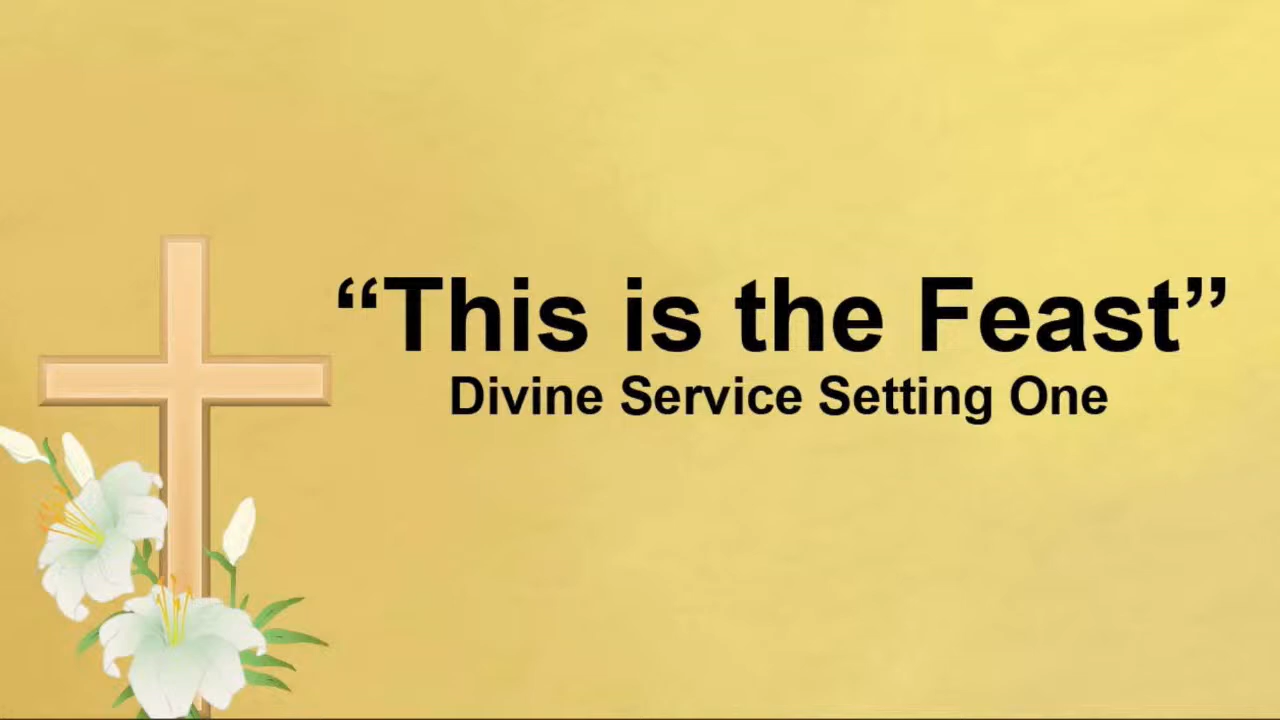 “This is the Feast”
Divine Service Setting One